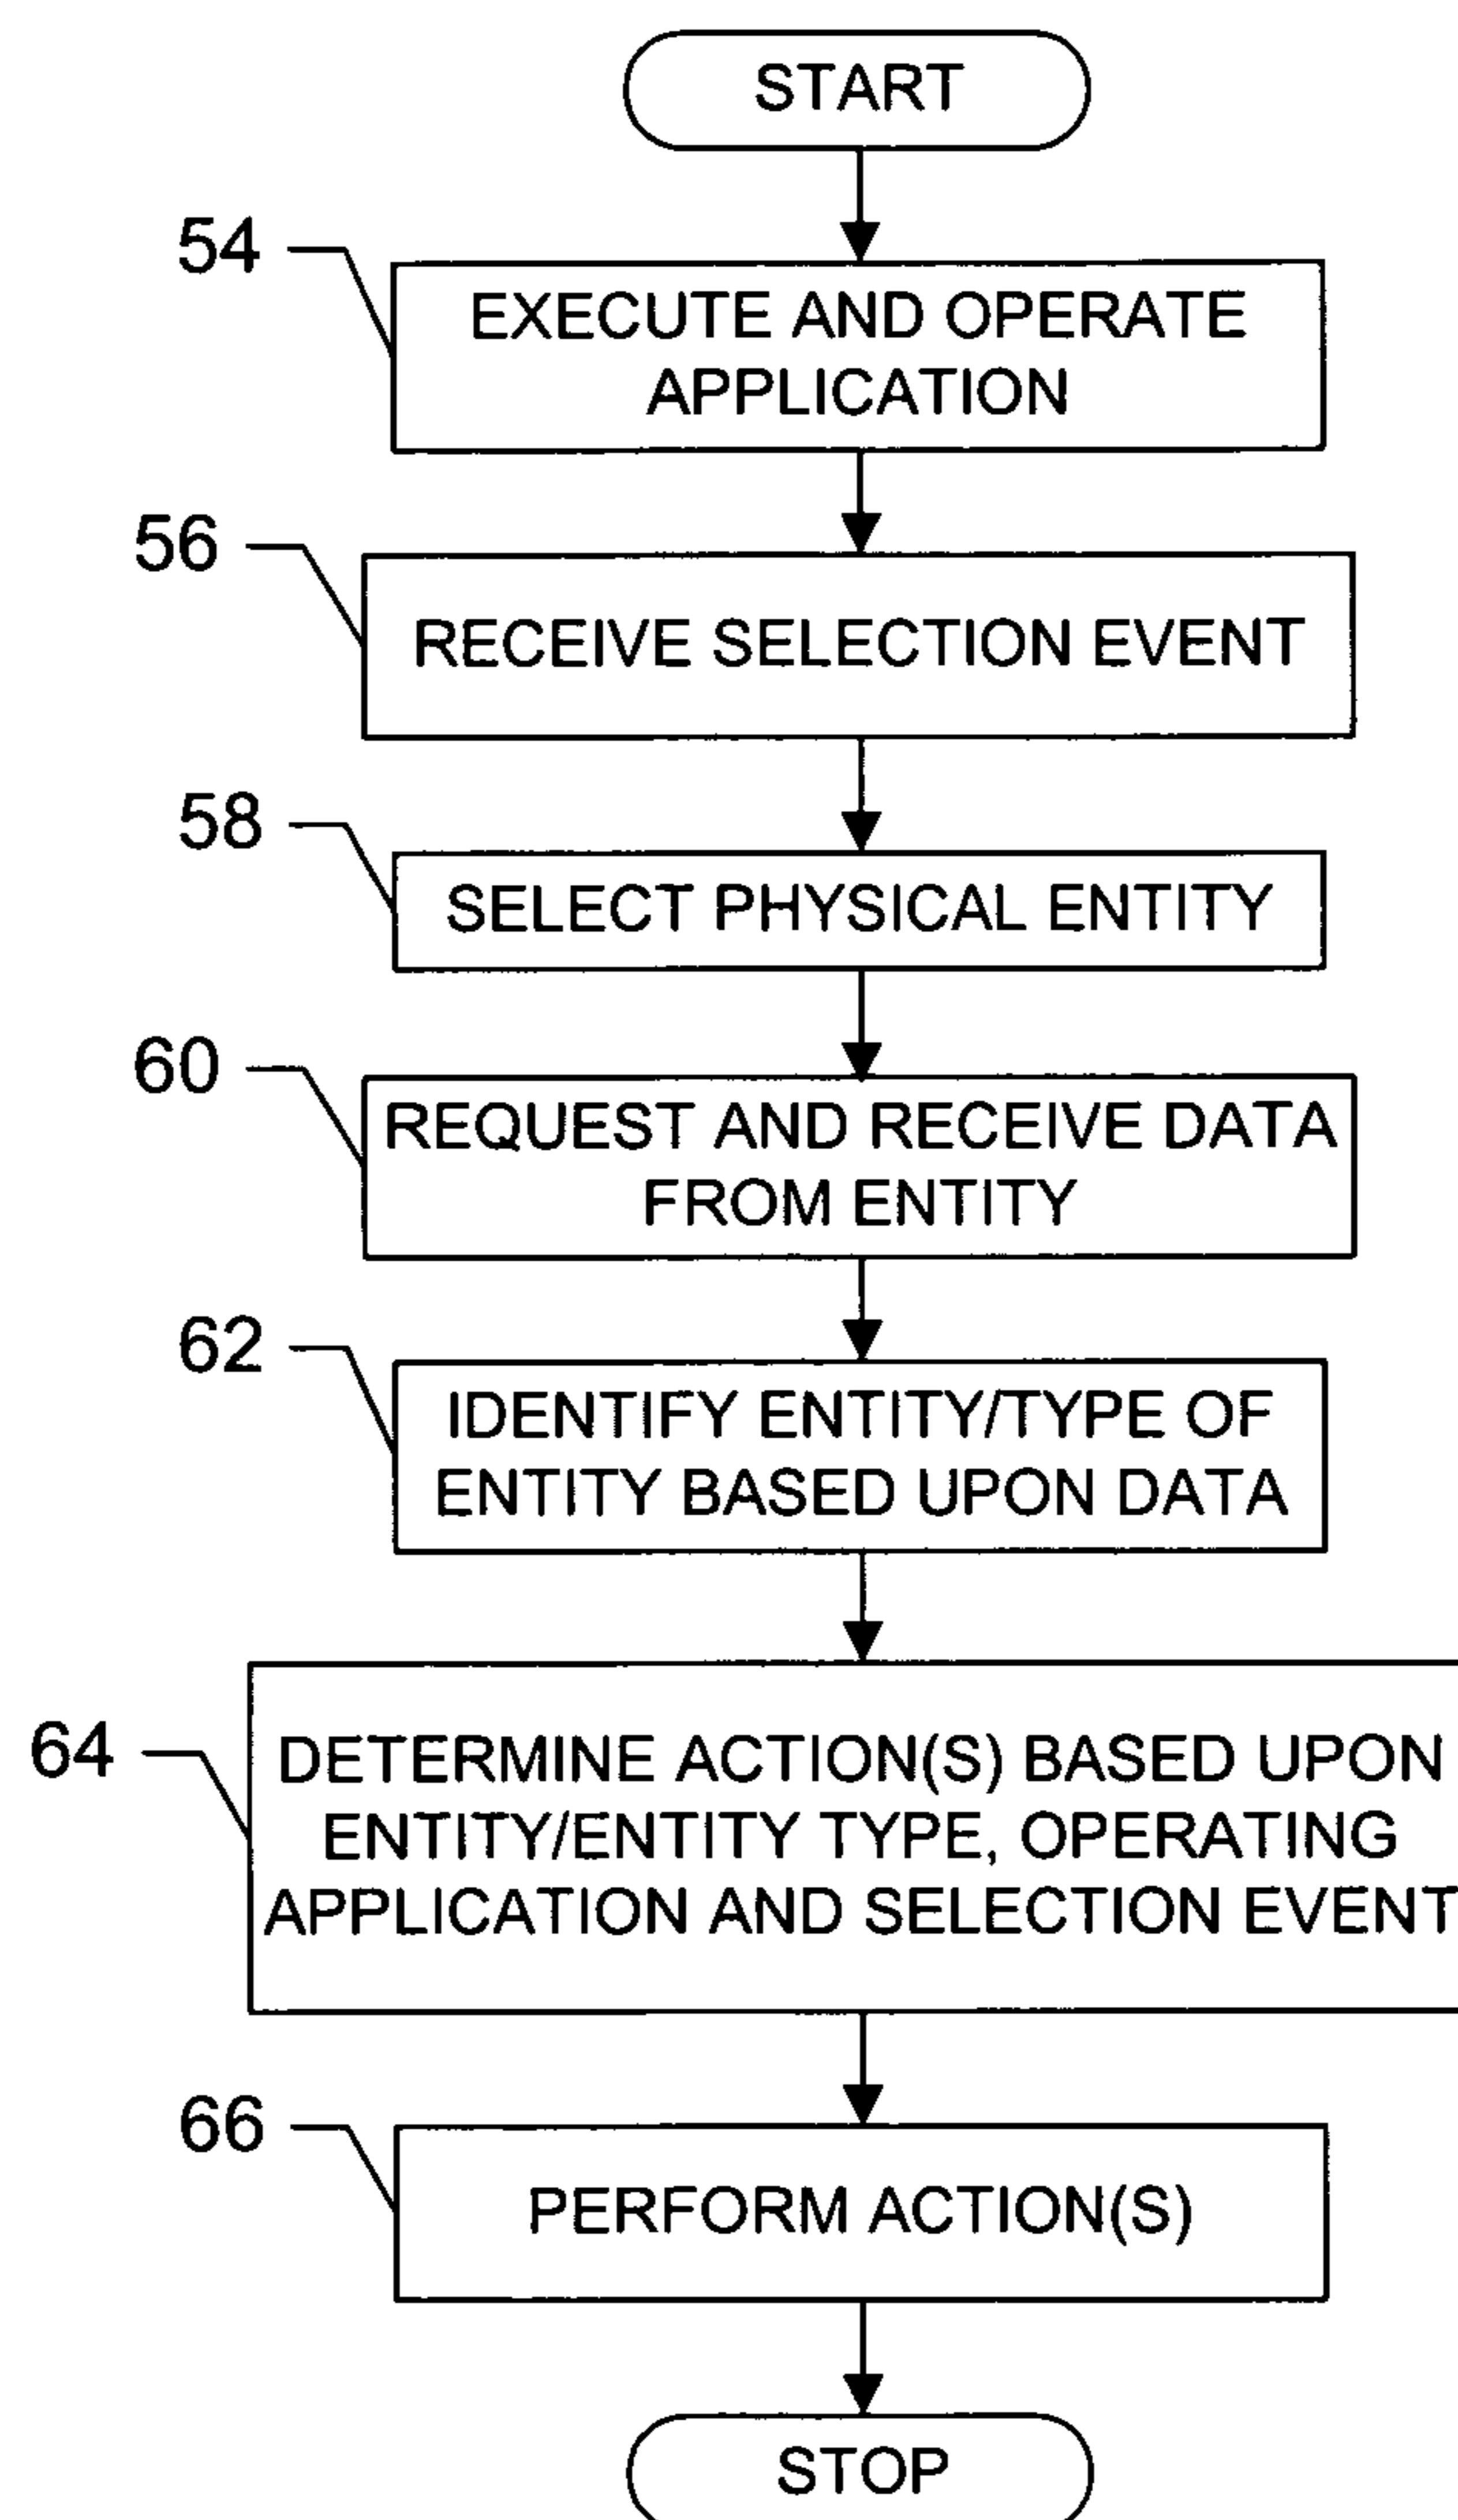 START
54
EXECUTE AND OPERATE
APPLICATION
56
RECEIVE SELECTION EVENT
58
SELECT PHYSICAL ENTITY
60
REQUEST AND RECEIVE DATA
FROM ENTITY
62
IDENTIFY ENTITY/TYPE OF
ENTITY BASED UPON DATA
64
DETERMINE ACTION(S) BASED UPON
ENTITY/ENTITY TYPE, OPERATING
APPLICATION AND SELECTION EVENT
66
PERFORM ACTION(S)
STOP